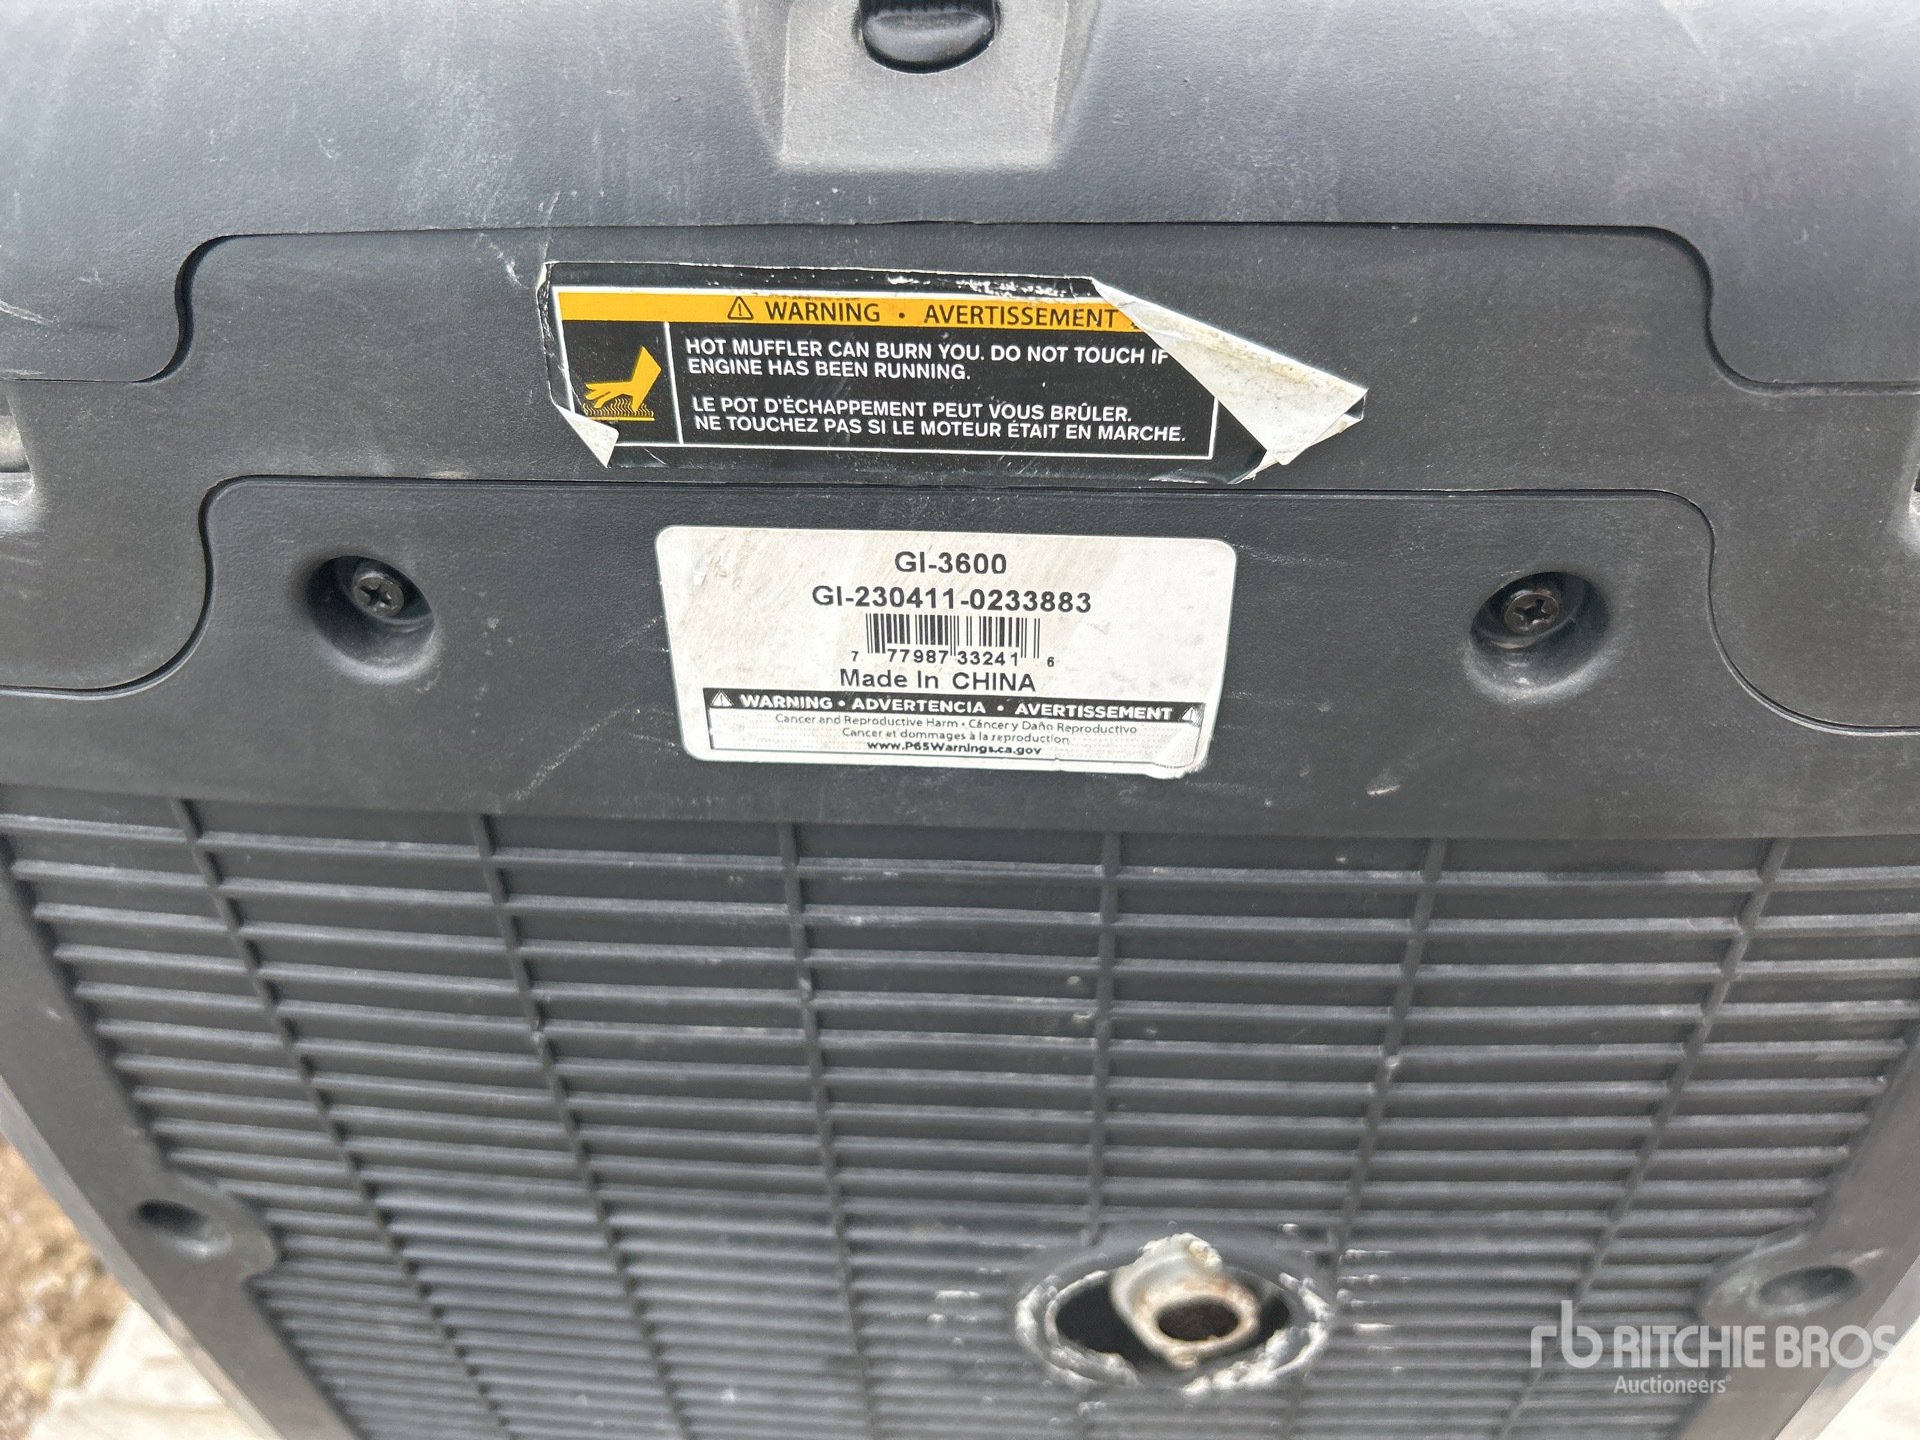 WARNING • AVERTISSEMENT
HOT MUFFLER CAN BURN YOU. DO NOT TOUCH IF
ENGINE HAS BEEN RUNNING.
LE POT D'ÉCHAPPEMENT PEUT VOUS BRÛLER.
NE TOUCHEZ PAS SI LE MOTEUR ÉTAIT EN MARCHE.
GI-3600
GI-230411-0233883
7 77987 33241 6
Made In CHINA
WARNING • ADVERTENCIA • AVERTISSEMENT
Cancer and Reproductive Harm • Cáncer y Daño Reproductivo
Cancer et dommages à la reproduction
www.P65Warnings.ca.gov
rb RITCHIE BROS
Auctioneers